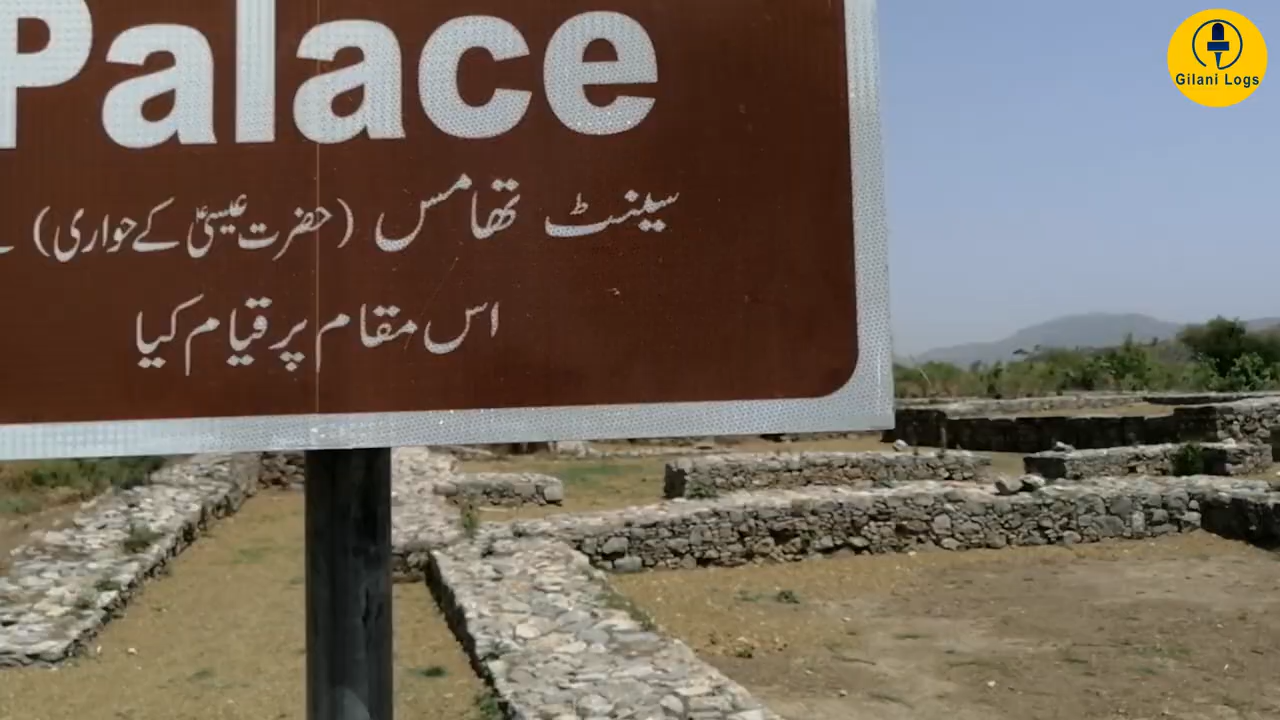 Palace
سینٹ تھامس (حضرت عیسیٰؑ کے حواری)
اس مقام پر قیام کیا
Gilani Logs